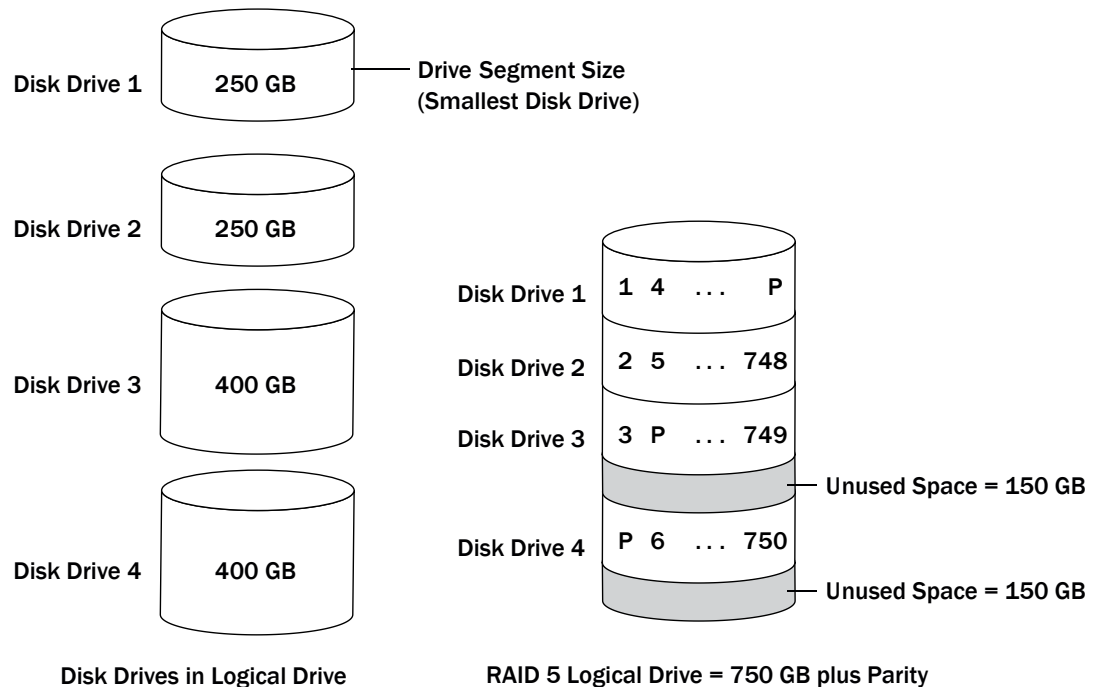 Disk Drive 1
250 GB
Drive Segment Size
(Smallest Disk Drive)
Disk Drive 2
250 GB
Disk Drive 3
400 GB
Disk Drive 4
400 GB
Disk Drives in Logical Drive
Disk Drive 1
1 4 ... P
Disk Drive 2
2 5 ... 748
Disk Drive 3
3 P ... 749
Unused Space = 150 GB
Disk Drive 4
P 6 ... 750
Unused Space = 150 GB
RAID 5 Logical Drive = 750 GB plus Parity